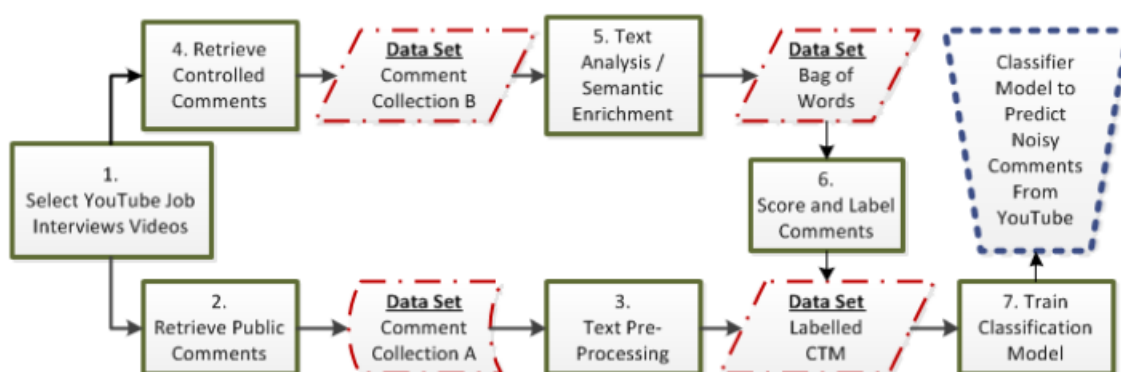 4. Retrieve
Controlled
Comments
Data Set
Comment
Collection B
5. Text
Analysis /
Semantic
Enrichment
Data Set
Bag of
Words
Classifier
Model to
Predict
Noisy
Comments
From
YouTube
1.
Select YouTube Job
Interviews Videos
6.
Score and Label
Comments
2.
Retrieve Public
Comments
Data Set
Comment
Collection A
3.
Text Pre-
Processing
Data Set
Labelled
CTM
7. Train
Classification
Model